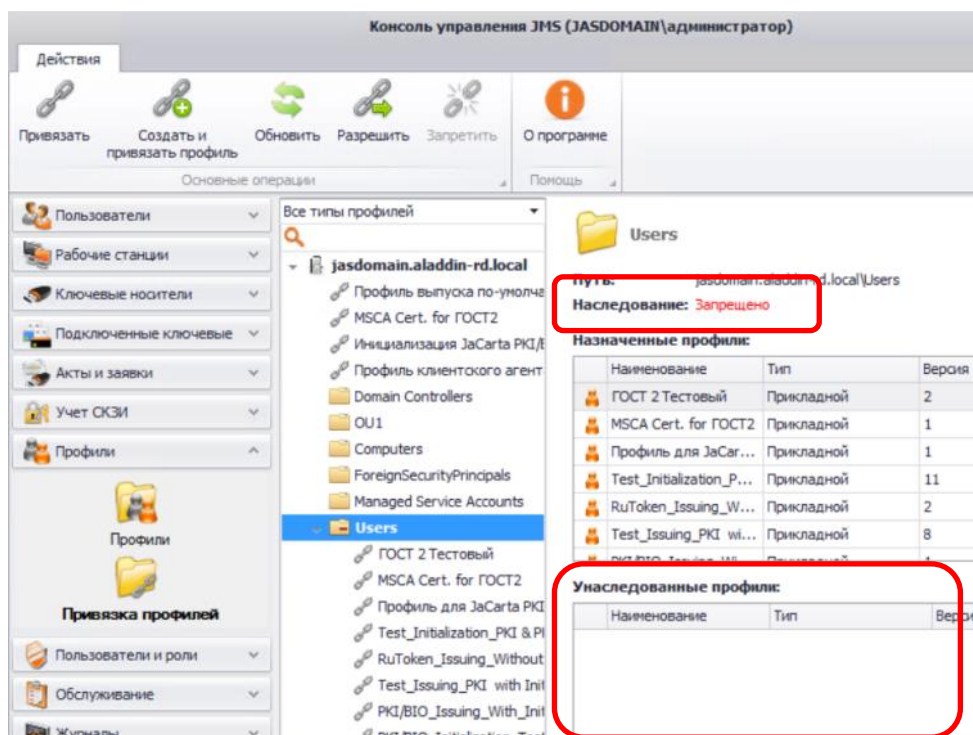 Консоль управления JMS (JASDOMAIN\администратор)
Действия
Привязать
Создать и привязать профиль
Обновить
Разрешить
Запретить
О программе
Основные операции
Помощь
Пользователи
Рабочие станции
Ключевые носители
Подключенные ключевые
Акты и заявки
Учет СКЗИ
Профили
Профили
Привязка профилей
Пользователи и роли
Обслуживание
Журналы
Все типы профилей
jasdomain.aladdin-rd.local
Профиль выпуска по-умолча
MSCA Cert. for ГОСТ2
Инициализация JaCarta PKI/
Профиль клиентского агент
Domain Controllers
OU1
Computers
ForeignSecurityPrincipals
Managed Service Accounts
Users
ГОСТ 2 Тестовый
MSCA Cert. for ГОСТ2
Профиль для JaCarta PKI
Test_Initialization_PKI & PI
RuToken_Issuing_Without
Test_Issuing_PKI with Init
PKI/BIO_Issuing_With_Init
Users
Путь: jasdomain.aladdin-rd.local\Users
Наследование: Запрещено
Назначенные профили:
Наименование Тип Версия
ГОСТ 2 Тестовый Прикладной 2
MSCA Cert. for ГОСТ2 Прикладной 1
Профиль для JaCar... Прикладной 1
Test_Initialization_P... Прикладной 11
RuToken_Issuing_W... Прикладной 2
Test_Issuing_PKI wi... Прикладной 8
Унаследованные профили:
Наименование Тип Верси